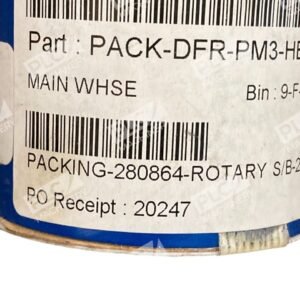 Part : PACK-DFR-PM3-HE
MAIN WHSE Bin : 9-F-
PACKING-280864-ROTARY S/B-2
PO Receipt : 20247